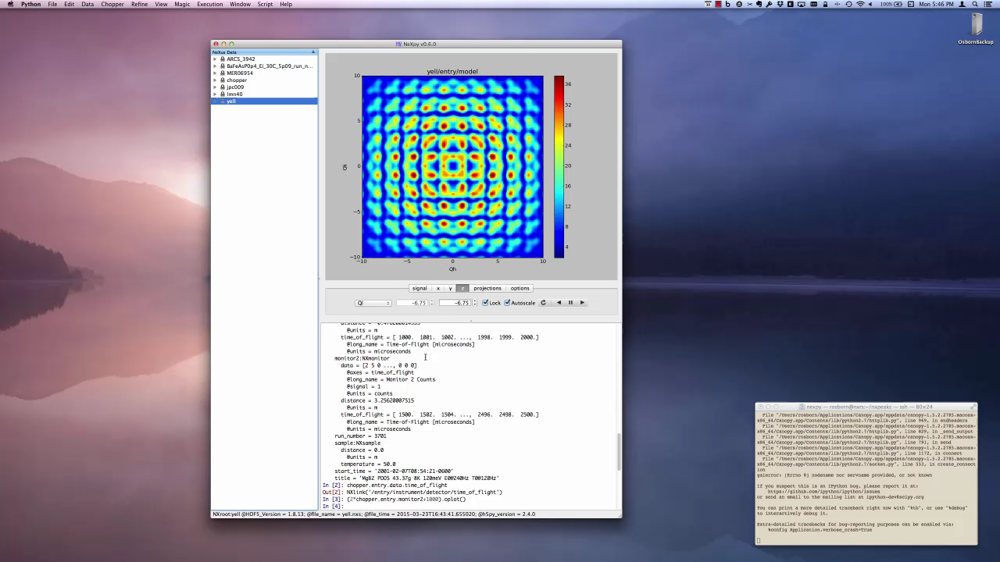 Python File Edit Data Chopper Refine View Magic Execution Window Script Help
100% Mon 5:46 PM
OsbornBackup
NeXpy v0.6.0
NeXus Data
ARCS_3942
BaFeAsP0p4_Ei_30C_5p09_run_n...
MER06954
chopper
jpc009
lmn40
yell
yell/entry/model
10
5
0
−5
−10
−10 −5 0 5 10
Qk
Qh
36
32
28
24
20
16
12
8
4
signal x y z projections options
Ql −6.75 −6.75 Lock Autoscale
@units = m
time_of_flight = [ 1000. 1001. 1002. ..., 1998. 1999. 2000.]
@long_name = Time-of-Flight [microseconds]
@units = microseconds
monitor2:NXmonitor
data = [2 5 0 ..., 0 0 0]
@axes = time_of_flight
@long_name = Monitor 2 Counts
@signal = 1
@units = counts
distance = 3.25620007515
@units = m
time_of_flight = [ 1500. 1502. 1504. ..., 2496. 2498. 2500.]
@long_name = Time-of-Flight [microseconds]
@units = microseconds
run_number = 3701
sample:NXsample
distance = 0.0
@units = m
temperature = 50.0
start_time = '2001-02-07T08:54:21-0600'
title = 'MgB2 PDOS 43.37g 8K 120meV E0@240Hz T0@120Hz'
In [2]: chopper.entry.data.time_of_flight
Out[2]: NXlink('/entry/instrument/detector/time_of_flight')
In [3]: (2*chopper.entry.monitor2+1000).oplot()
In [4]:
NXroot:yell @HDF5_Version = 1.8.13; @file_name = yell.nxs; @file_time = 2015-03-23T16:43:41.655020; @h5py_version = 2.4.0
nexpy — rosborn@nxrs:~/nxpeaks — ssh — 80×24
File "/Users/rosborn/Applications/Canopy.app/appdata/canopy-1.5.2.2785.macosx-x86_64/Canopy.app/Contents/lib/python2.7/httplib.py", line 969, in endheaders
File "/Users/rosborn/Applications/Canopy.app/appdata/canopy-1.5.2.2785.macosx-x86_64/Canopy.app/Contents/lib/python2.7/httplib.py", line 829, in _send_output
File "/Users/rosborn/Applications/Canopy.app/appdata/canopy-1.5.2.2785.macosx-x86_64/Canopy.app/Contents/lib/python2.7/httplib.py", line 791, in send
File "/Users/rosborn/Applications/Canopy.app/appdata/canopy-1.5.2.2785.macosx-x86_64/Canopy.app/Contents/lib/python2.7/httplib.py", line 1172, in connect
File "/Users/rosborn/Applications/Canopy.app/appdata/canopy-1.5.2.2785.macosx-x86_64/Canopy.app/Contents/lib/python2.7/socket.py", line 553, in create_connection
gaierror: [Errno 8] nodename nor servname provided, or not known
If you suspect this is an IPython bug, please report it at:
https://github.com/ipython/ipython/issues
or send an email to the mailing list at ipython-dev@scipy.org
You can print a more detailed traceback right now with "%tb", or use "%debug"
to interactively debug it.
Extra-detailed tracebacks for bug-reporting purposes can be enabled via:
%config Application.verbose_crash=True